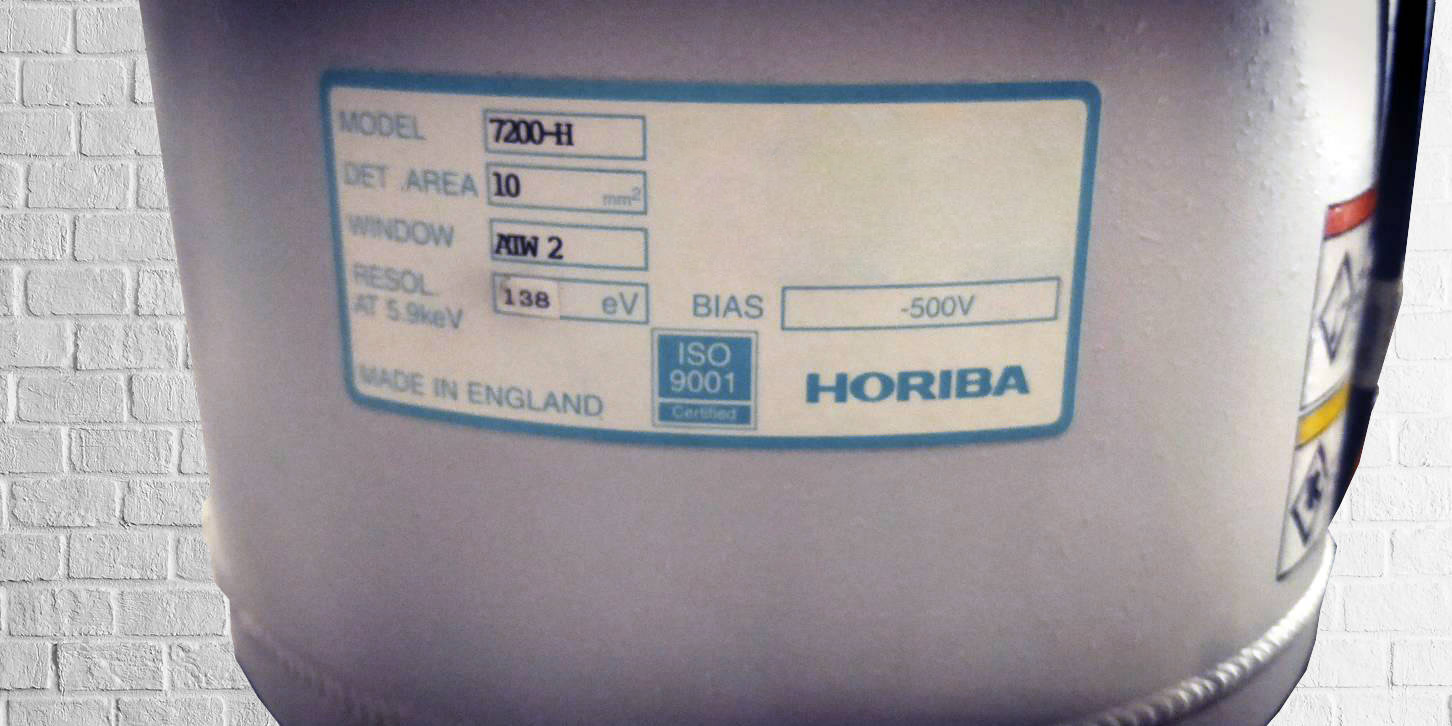 MODEL 7200-H
DET .AREA 10 mm²
WINDOW ATW 2
RESOL.
AT 5.9keV 138 eV
BIAS -500V
ISO
9001
Certified
MADE IN ENGLAND
HORIBA